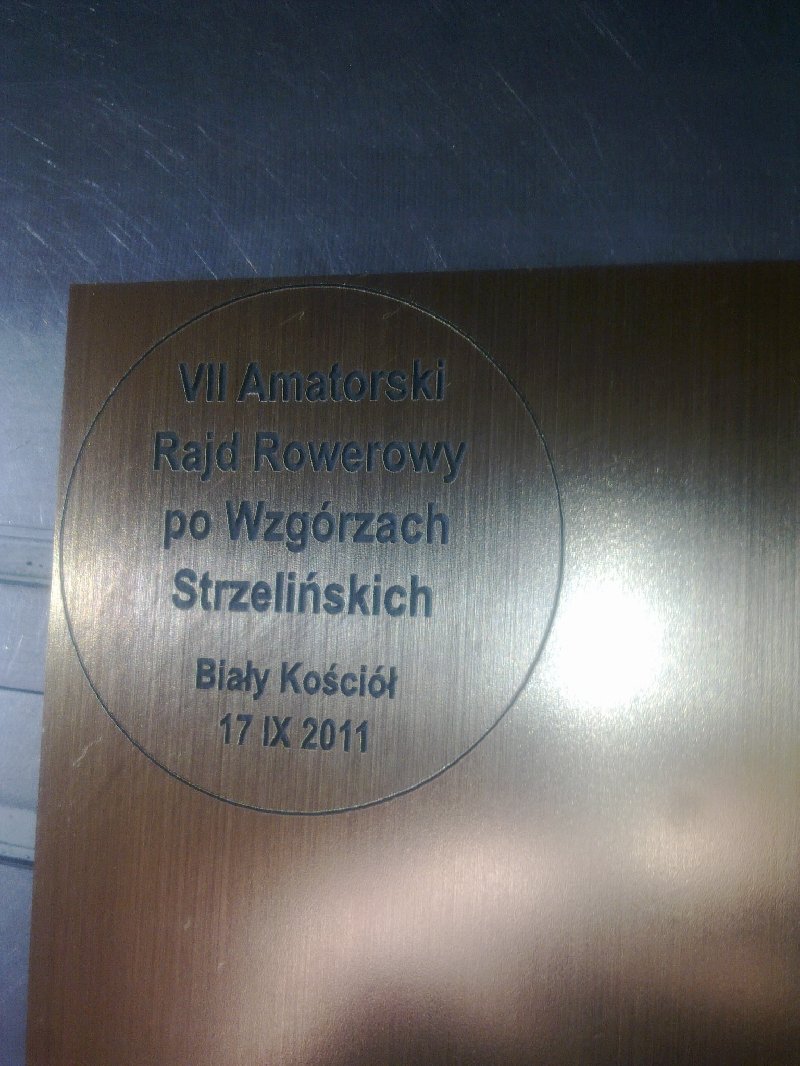 VII Amatorski
Rajd Rowerowy
po Wzgórzach
Strzelińskich
Biały Kościół
17 IX 2011